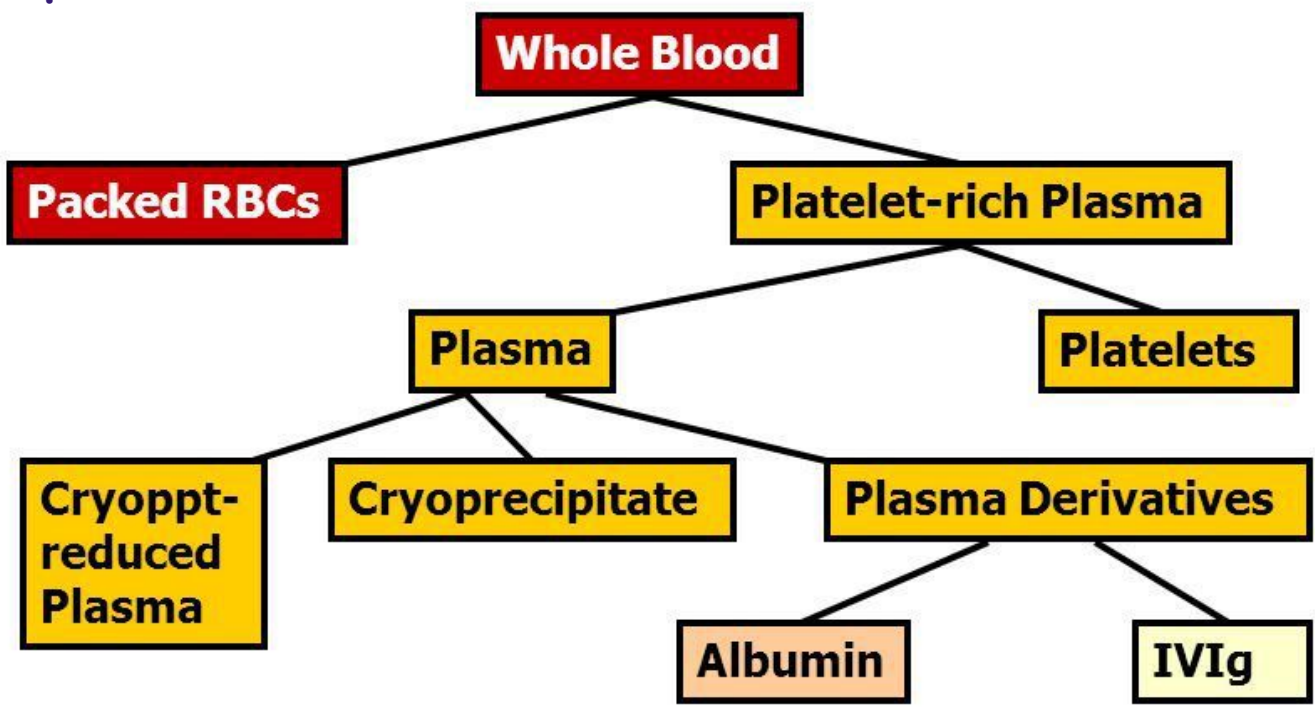 Whole Blood
Packed RBCs
Platelet-rich Plasma
Plasma
Platelets
Cryoppt-
reduced
Plasma
Cryoprecipitate
Plasma Derivatives
Albumin
IVIg